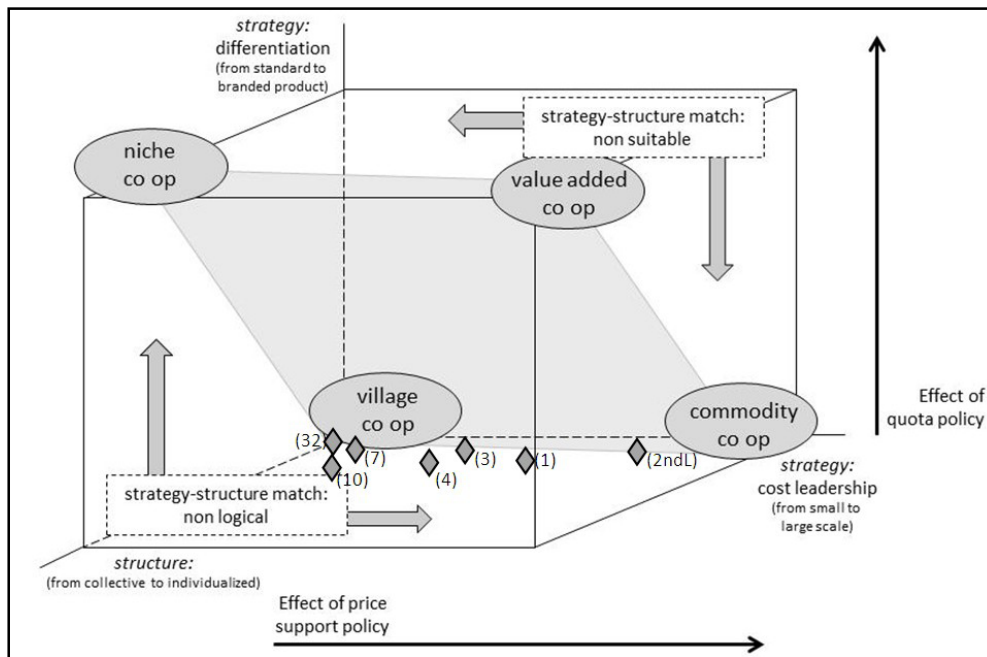 strategy:
differentiation
(from standard to
branded product)
strategy-structure match:
non suitable
niche
co op
value added
co op
village
co op
commodity
co op
Effect of
quota policy
(32)
(7)
(3)
(1)
(2ndL)
(4)
(10)
strategy:
cost leadership
(from small to
large scale)
strategy-structure match:
non logical
structure:
(from collective to individualized)
Effect of price
support policy